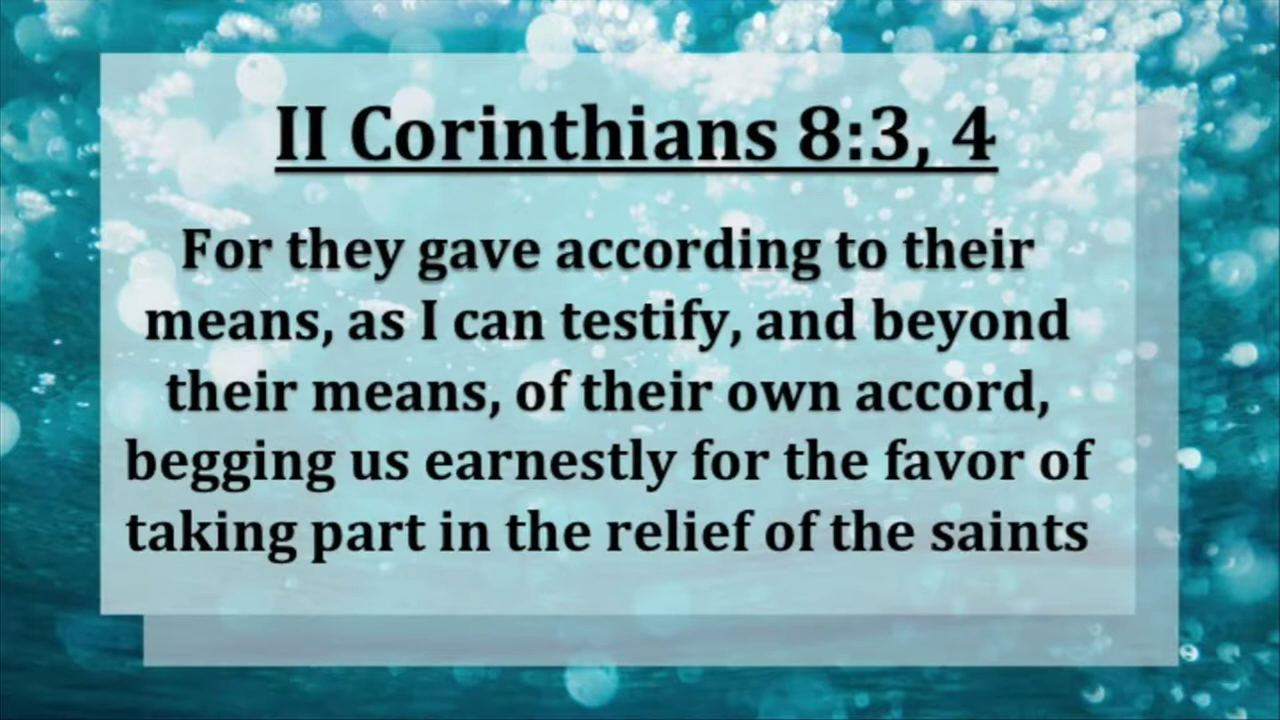 II Corinthians 8:3, 4
For they gave according to their
means, as I can testify, and beyond
their means, of their own accord,
begging us earnestly for the favor of
taking part in the relief of the saints